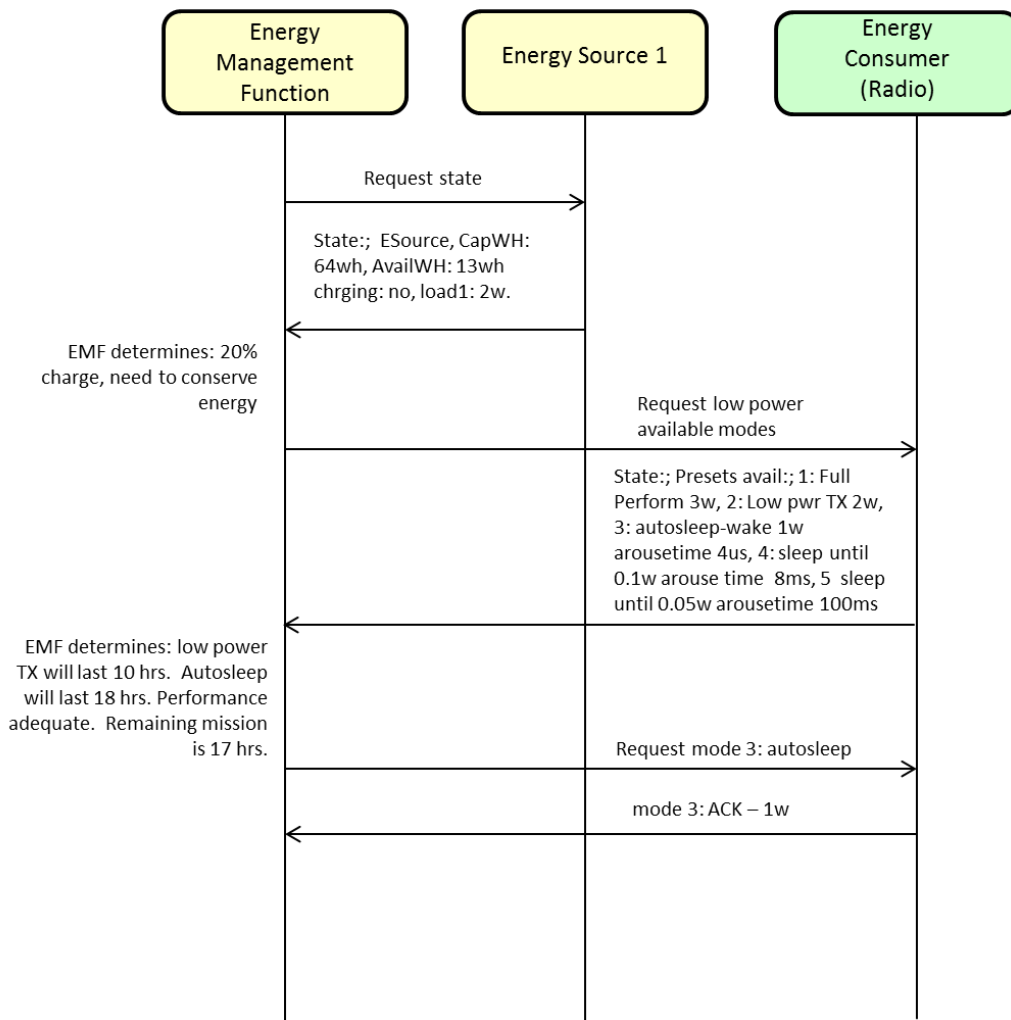 Energy
Management
Function
Energy Source 1
Energy
Consumer
(Radio)
Request state
State:;  ESource, CapWH:
64wh, AvailWH: 13wh
chrging: no, load1: 2w.
EMF determines: 20%
charge, need to conserve
energy
Request low power
available modes
State:; Presets avail:; 1: Full
Perform 3w, 2: Low pwr TX 2w,
3: autosleep-wake 1w
arousetime 4us, 4: sleep until
0.1w arouse time  8ms, 5  sleep
until 0.05w arousetime 100ms
EMF determines: low power
TX will last 10 hrs.  Autosleep
will last 18 hrs. Performance
adequate.  Remaining mission
is 17 hrs.
Request mode 3: autosleep
mode 3: ACK – 1w